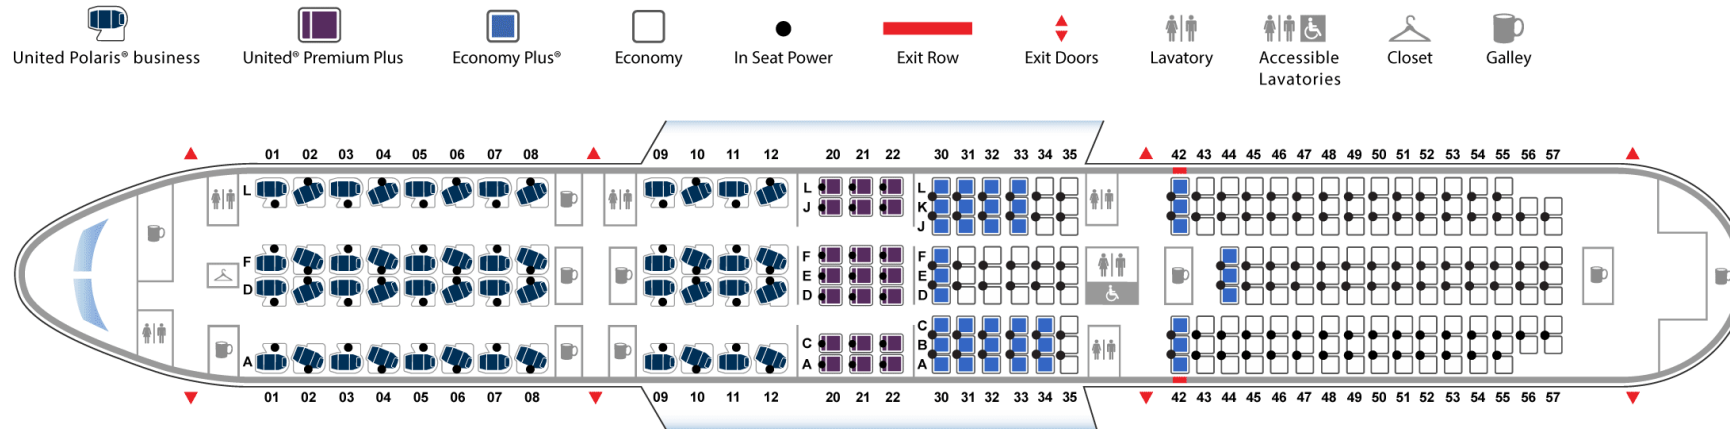 United Polaris® business
United® Premium Plus
Economy Plus®
Economy
In Seat Power
Exit Row
Exit Doors
Lavatory
Accessible
Lavatories
Closet
Galley
01 02 03 04 05 06 07 08 09 10 11 12 20 21 22 30 31 32 33 34 35 42 43 44 45 46 47 48 49 50 51 52 53 54 55 56 57
L L L
J K
J
F F F
D E E
D D
C C
A A B
A
01 02 03 04 05 06 07 08 09 10 11 12 20 21 22 30 31 32 33 34 35 42 43 44 45 46 47 48 49 50 51 52 53 54 55 56 57